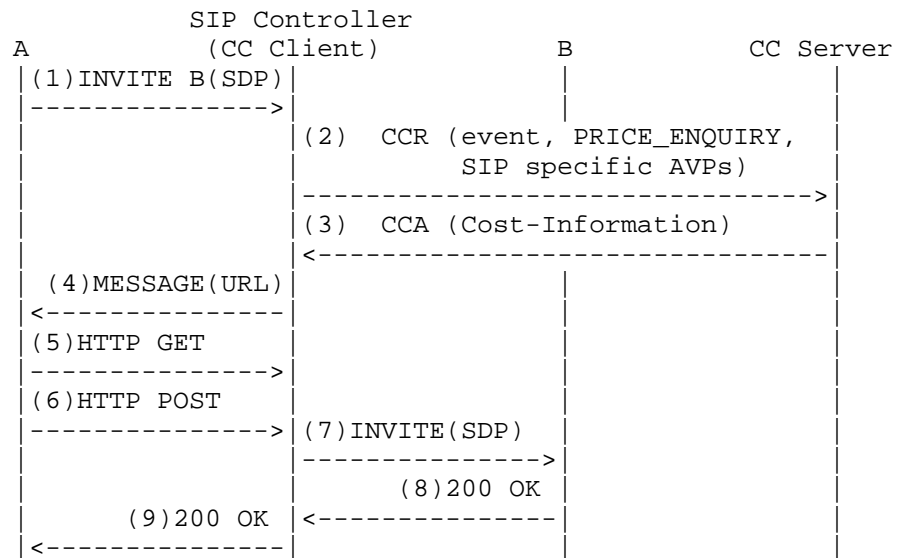 SIP Controller
A (CC Client) B CC Server
(1)INVITE B(SDP)
(2) CCR (event, PRICE_ENQUIRY,
SIP specific AVPs)
(3) CCA (Cost-Information)
(4)MESSAGE(URL)
(5)HTTP GET
(6)HTTP POST
(7)INVITE(SDP)
(8)200 OK
(9)200 OK